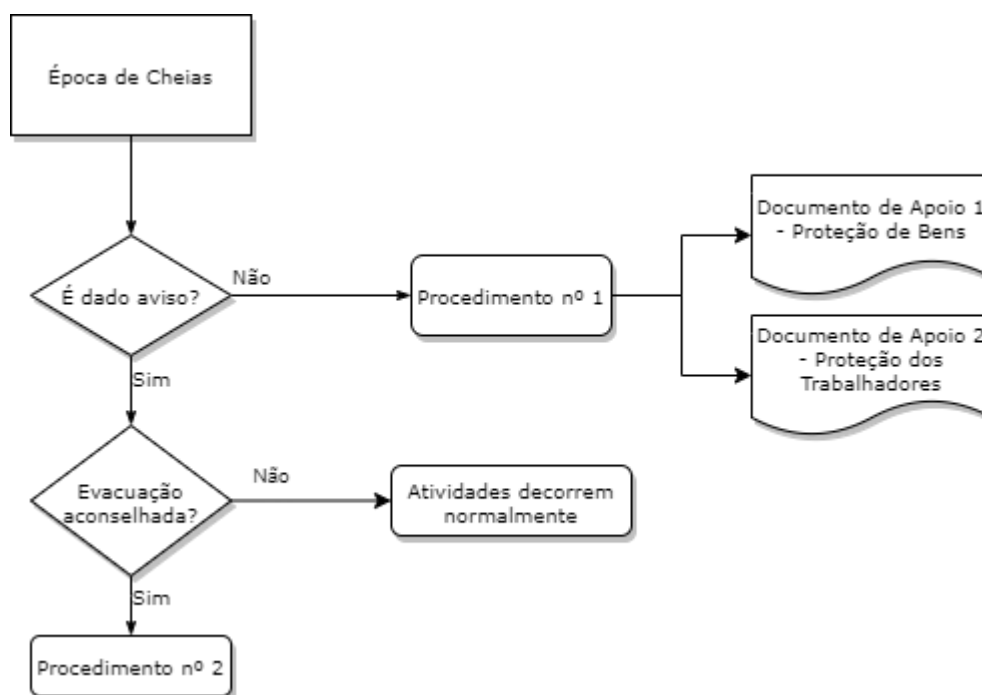 Época de Cheias
É dado aviso?
Não
Procedimento nº 1
Documento de Apoio 1
- Proteção de Bens
Documento de Apoio 2
- Proteção dos
Trabalhadores
Sim
Evacuação
aconselhada?
Não
Atividades decorrem
normalmente
Sim
Procedimento nº 2